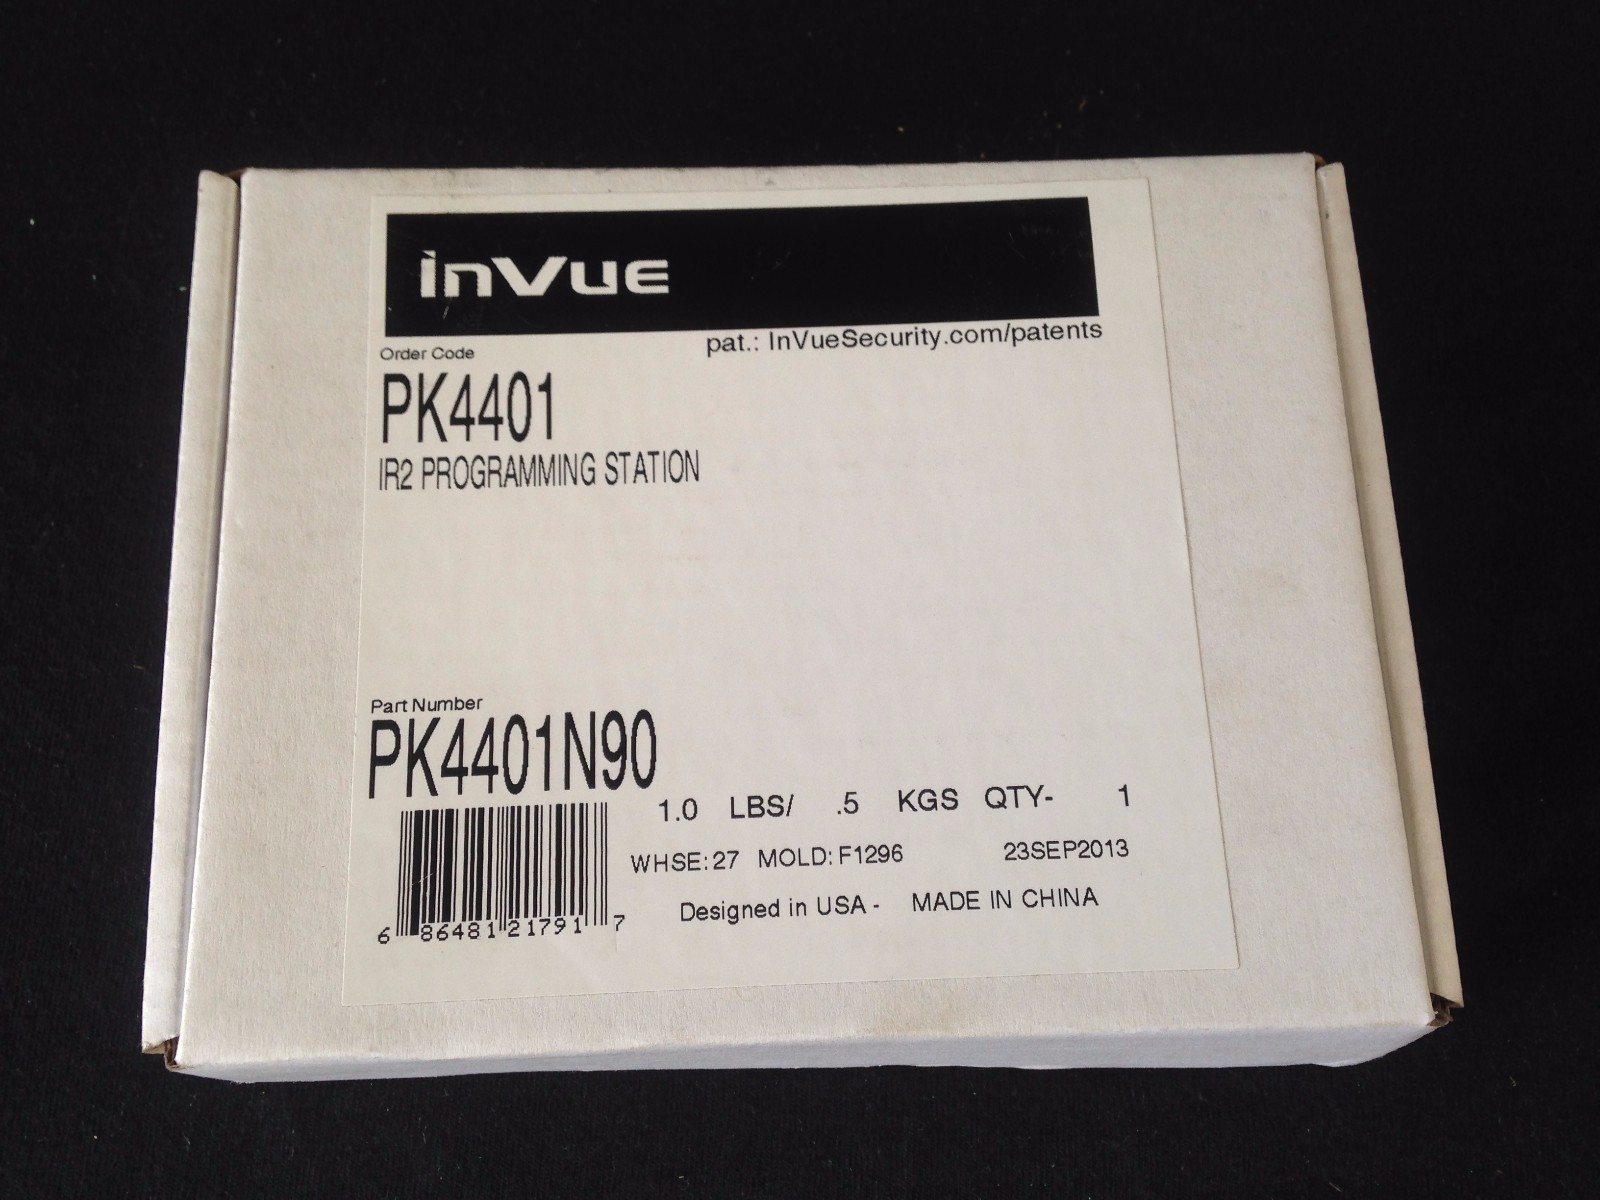 inVue
pat.: InVueSecurity.com/patents
Order Code
PK4401
IR2 PROGRAMMING STATION
Part Number
PK4401N90
1.0 LBS/ .5 KGS QTY- 1
WHSE:27 MOLD:F1296 23SEP2013
Designed in USA - MADE IN CHINA
6 86481 21791 7